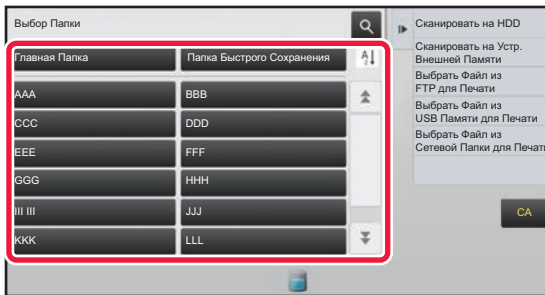 Выбор Папки
Главная Папка Папка Быстрого Сохранения
AAA BBB
CCC DDD
EEE FFF
GGG HHH
III III JJJ
KKK LLL
Сканировать на HDD
Сканировать на Устр.
Внешней Памяти
Выбрать Файл из
FTP для Печати
Выбрать Файл из
USB Памяти для Печати
Выбрать Файл из
Сетевой Папки для Печати
CA